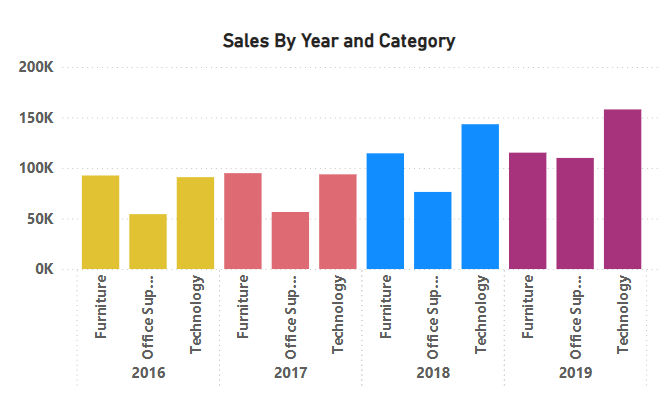 Sales By Year and Category
200K
150K
100K
50K
0K
Furniture
Office Sup...
Technology
Furniture
Office Sup...
Technology
Furniture
Office Sup...
Technology
Furniture
Office Sup...
Technology
2016
2017
2018
2019